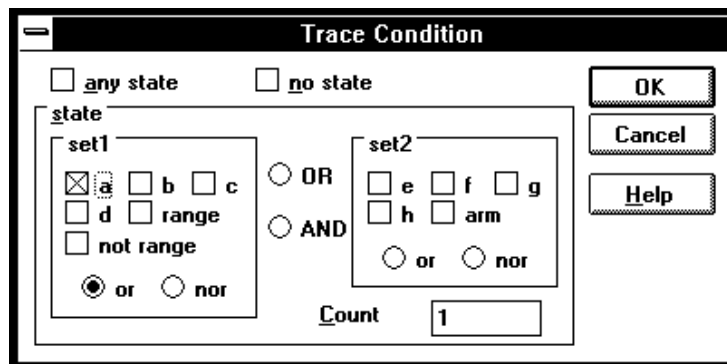 Trace Condition
any state no state
OK
state
Cancel
set1
a b c
d range
not range
or nor
OR
AND
set2
e f g
h arm
or nor
Help
Count 1